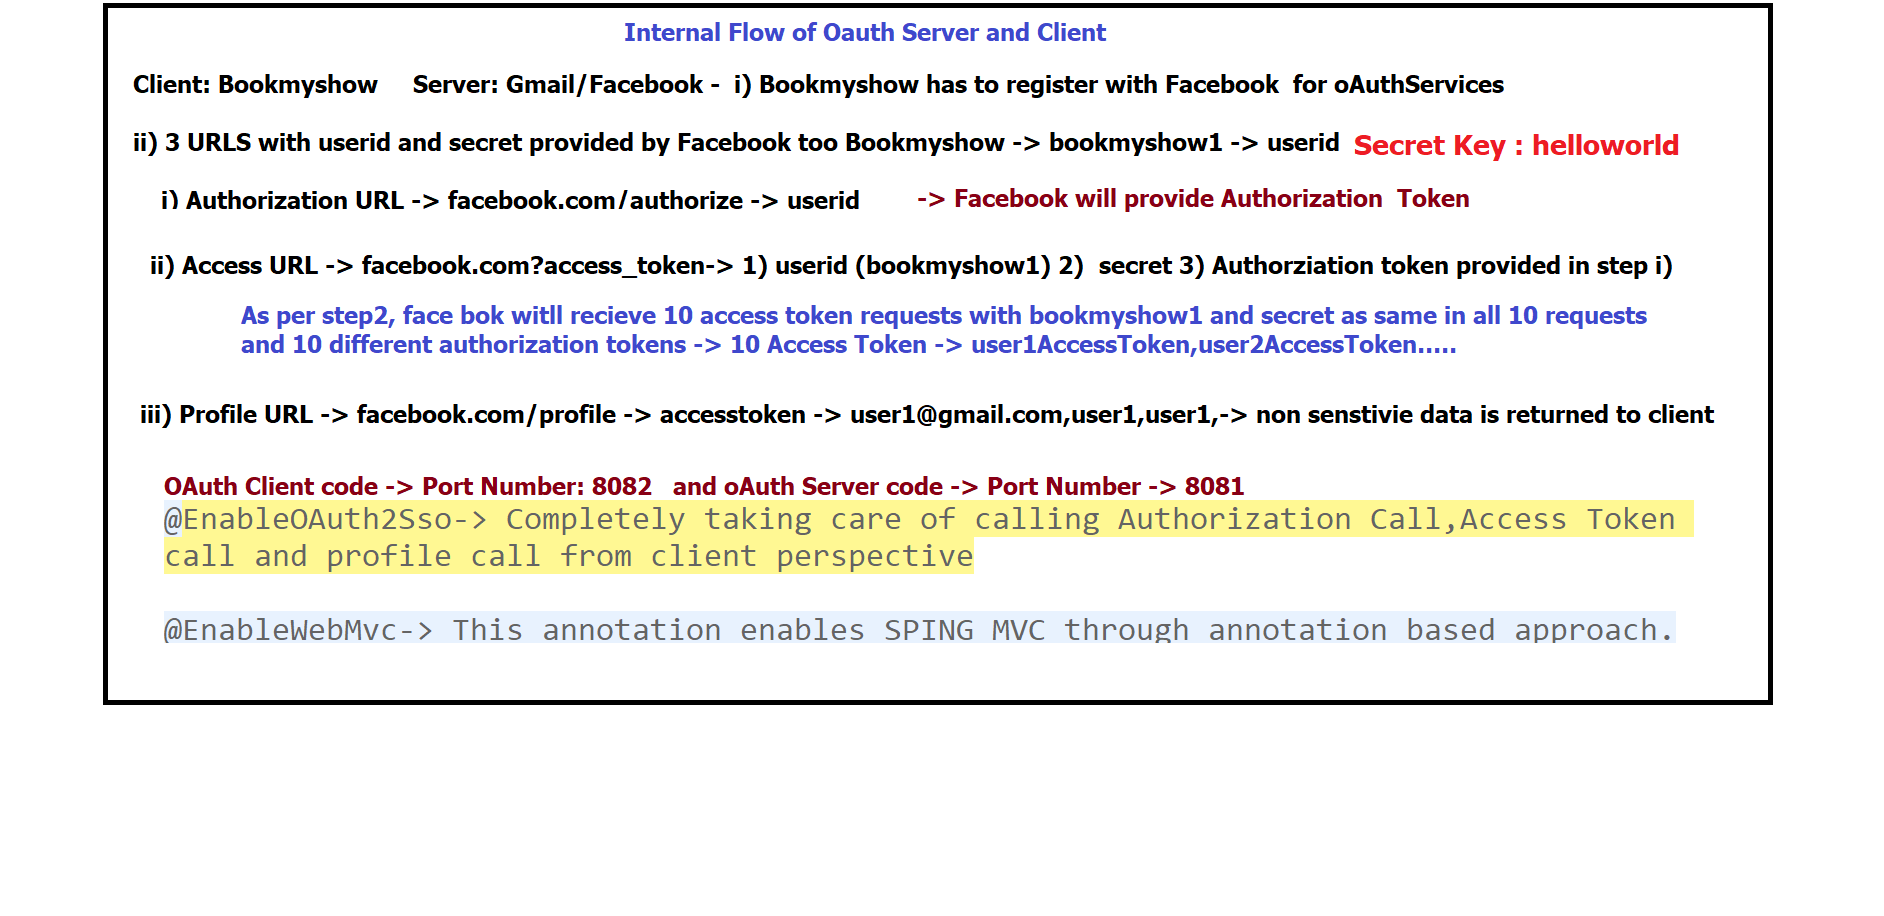 Internal Flow of Oauth Server and Client
Client: Bookmyshow Server: Gmail/Facebook - i) Bookmyshow has to register with Facebook for oAuthServices
ii) 3 URLS with userid and secret provided by Facebook too Bookmyshow -> bookmyshow1 -> userid Secret Key : helloworld
i) Authorization URL -> facebook.com/authorize -> userid -> Facebook will provide Authorization Token
ii) Access URL -> facebook.com?access_token-> 1) userid (bookmyshow1) 2) secret 3) Authorziation token provided in step i)
As per step2, face bok witll recieve 10 access token requests with bookmyshow1 and secret as same in all 10 requests
and 10 different authorization tokens -> 10 Access Token -> user1AccessToken,user2AccessToken.....
iii) Profile URL -> facebook.com/profile -> accesstoken -> user1@gmail.com,user1,user1,-> non senstivie data is returned to client
OAuth Client code -> Port Number: 8082 and oAuth Server code -> Port Number -> 8081
@EnableOAuth2Sso-> Completely taking care of calling Authorization Call,Access Token
call and profile call from client perspective
@EnableWebMvc-> This annotation enables SPING MVC through annotation based approach.